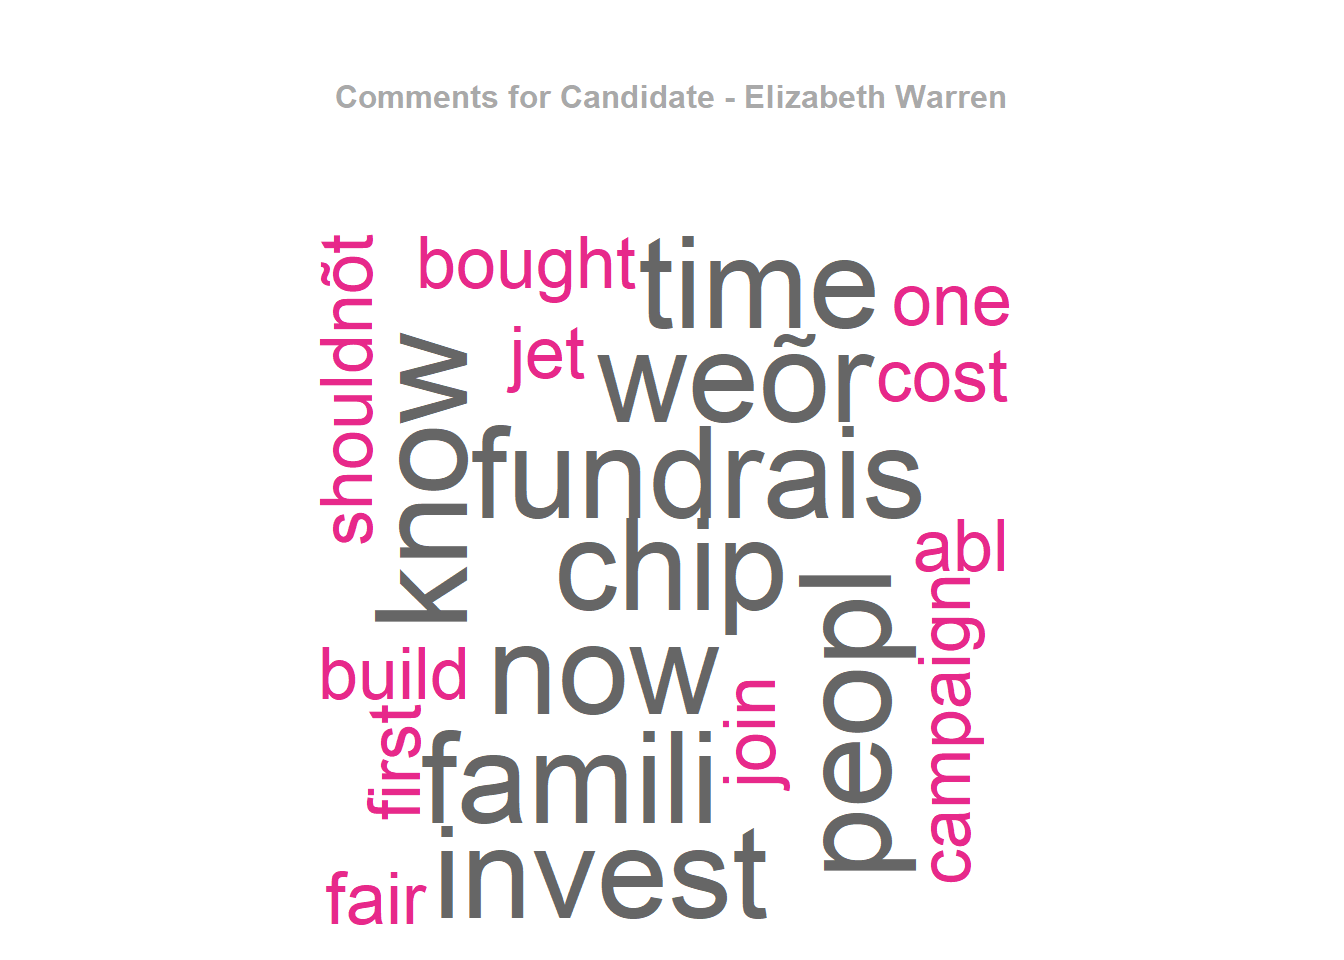 Comments for Candidate - Elizabeth Warren
shouldnõt
bought
time
one
know
jet
weõr
cost
fundrais
chip
abl
peopl
campaign
build
now
first
join
famili
invest
fair